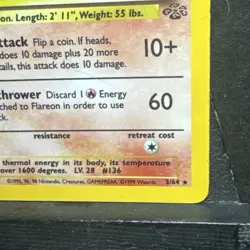 on. Length: 2' 11", Weight: 55 lbs.
ttack Flip a coin. If heads,
does 10 damage plus 20 more
tails, this attack does 10 damage.
10+
thrower Discard 1 Energy
ched to Flareon in order to use
ack.
60
resistance
retreat cost
thermal energy in its body, its temperature
over 1600 degrees. LV. 28 #136
©1995, 96, 98 Nintendo, Creatures, GAMEFREAK. ©1999 Wizards.
3/64 ★